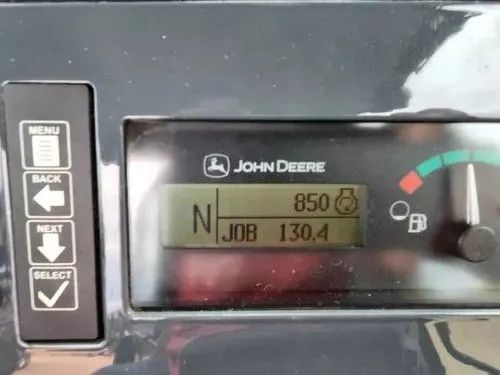 MENU
BACK
NEXT
SELECT
JOHN DEERE
850
N
JOB 130.4